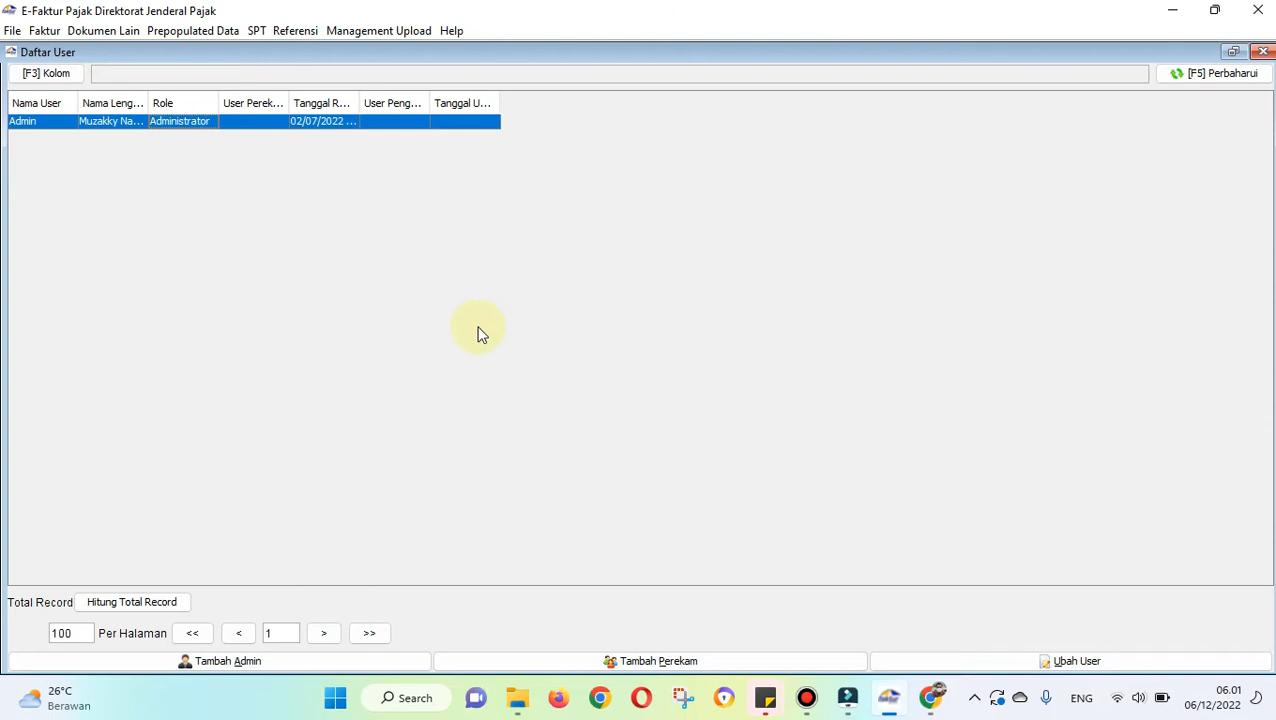 E-Faktur Pajak Direktorat Jenderal Pajak
File Faktur Dokumen Lain Prepopulated Data SPT Referensi Management Upload Help
Daftar User
[F3] Kolom
[F5] Perbaharui
Nama User Nama Leng... Role User Perek... Tanggal R... User Peng... Tanggal U...
Admin Muzakky Na... Administrator 02/07/2022 ...
Total Record Hitung Total Record
100 Per Halaman << < 1 > >>
Tambah Admin Tambah Perekam Ubah User
26°C
Berawan
Search
ENG
06.01
06/12/2022